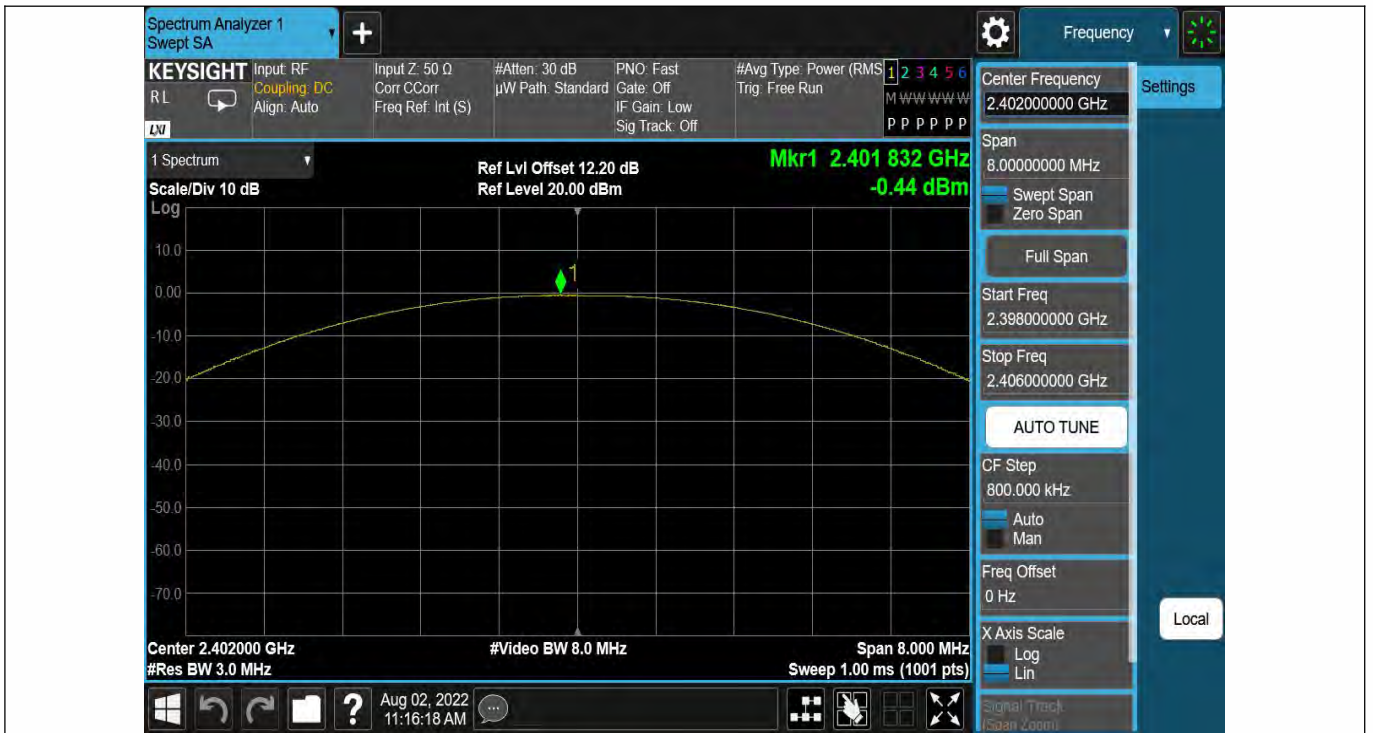 Spectrum Analyzer 1
Swept SA
+
Frequency
KEYSIGHT
RL
LXI
Input: RF
Coupling: DC
Align: Auto
Input Z: 50 Ω
Corr CCorr
Freq Ref: Int (S)
#Atten: 30 dB
µW Path: Standard
PNO: Fast
Gate: Off
IF Gain: Low
Sig Track: Off
#Avg Type: Power (RMS
Trig: Free Run
1 2 3 4 5 6
M W W W W W
P P P P P P
1 Spectrum
Scale/Div 10 dB
Log
Ref Lvl Offset 12.20 dB
Ref Level 20.00 dBm
Mkr1 2.401 832 GHz
-0.44 dBm
10.0
1
0.00
-10.0
-20.0
-30.0
-40.0
-50.0
-60.0
-70.0
Center 2.402000 GHz
#Res BW 3.0 MHz
#Video BW 8.0 MHz
Span 8.000 MHz
Sweep 1.00 ms (1001 pts)
Center Frequency
2.402000000 GHz
Settings
Span
8.00000000 MHz
Swept Span
Zero Span
Full Span
Start Freq
2.398000000 GHz
Stop Freq
2.406000000 GHz
AUTO TUNE
CF Step
800.000 kHz
Auto
Man
Freq Offset
0 Hz
X Axis Scale
Log
Lin
Signal Track
(Span Zoom)
Local
?
Aug 02, 2022
11:16:18 AM